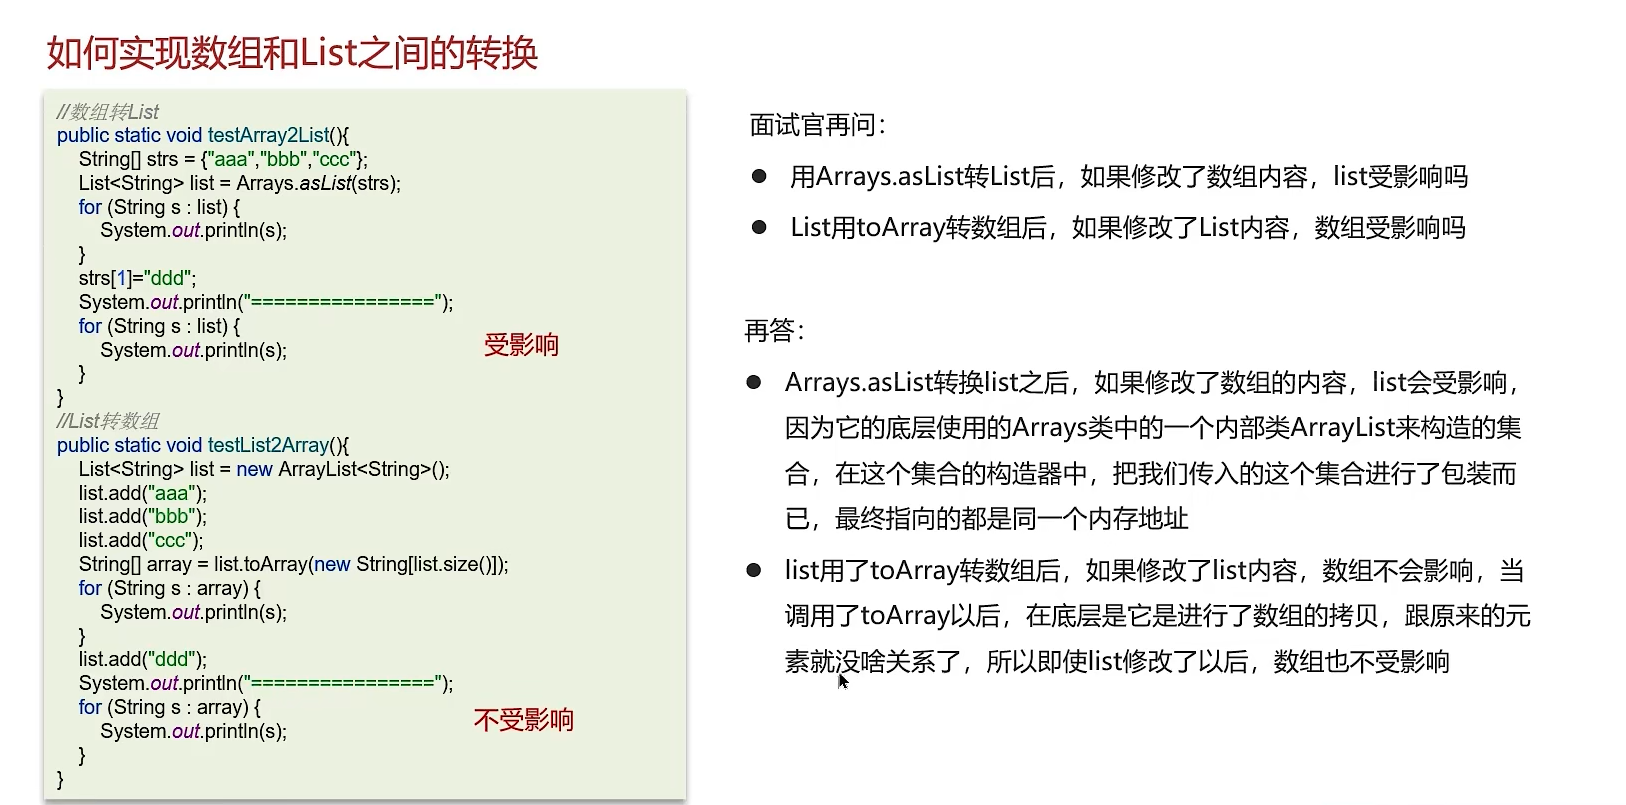 如何实现数组和List之间的转换
//数组转List
public static void testArray2List(){
String[] strs = {"aaa","bbb","ccc"};
List<String> list = Arrays.asList(strs);
for (String s : list) {
System.out.println(s);
}
strs[1]="ddd";
System.out.println("================");
for (String s : list) {
System.out.println(s);
}
}
受影响
//List转数组
public static void testList2Array(){
List<String> list = new ArrayList<String>();
list.add("aaa");
list.add("bbb");
list.add("ccc");
String[] array = list.toArray(new String[list.size()]);
for (String s : array) {
System.out.println(s);
}
list.add("ddd");
System.out.println("================");
for (String s : array) {
System.out.println(s);
}
}
不受影响
面试官再问：
● 用Arrays.asList转List后，如果修改了数组内容，list受影响吗
● List用toArray转数组后，如果修改了List内容，数组受影响吗
再答：
● Arrays.asList转换list之后，如果修改了数组的内容，list会受影响，
因为它的底层使用的Arrays类中的一个内部类ArrayList来构造的集
合，在这个集合的构造器中，把我们传入的这个集合进行了包装而
已，最终指向的都是同一个内存地址
● list用了toArray转数组后，如果修改了list内容，数组不会影响，当
调用了toArray以后，在底层是它是进行了数组的拷贝，跟原来的元
素就没啥关系了，所以即使list修改了以后，数组也不受影响